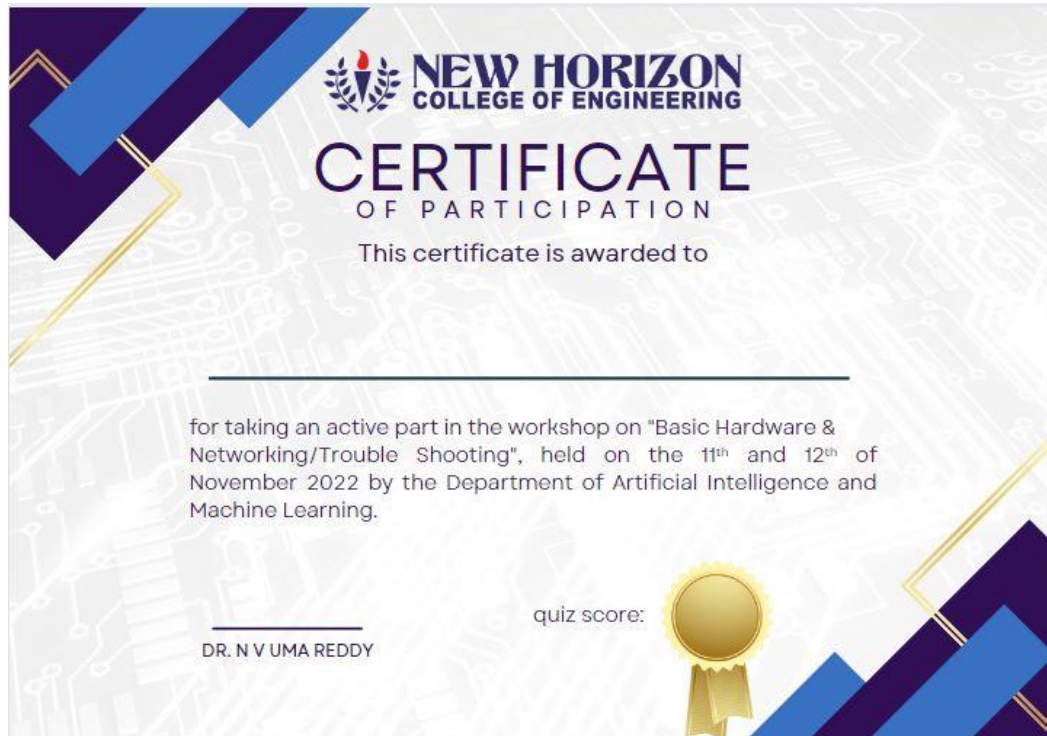 NEW HORIZON
COLLEGE OF ENGINEERING
CERTIFICATE
OF PARTICIPATION
This certificate is awarded to
for taking an active part in the workshop on "Basic Hardware &
Networking/Trouble Shooting", held on the 11th and 12th of
November 2022 by the Department of Artificial Intelligence and
Machine Learning.
quiz score:
DR. N V UMA REDDY